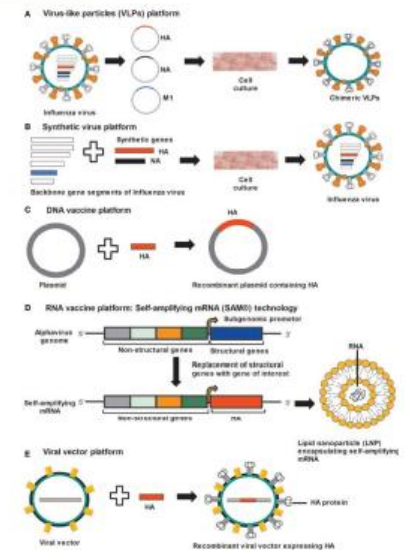 A Virus-like particles (VLPs) platform
HA
NA
M1
Influenza virus
Cell
culture
Chimeric VLPs
B Synthetic virus platform
Synthetic genes
HA
NA
Backbone gene segments of Influenza virus
Cell
culture
Influenza virus
C DNA vaccine platform
HA
HA
Plasmid
Recombinant plasmid containing HA
D RNA vaccine platform: Self-amplifying mRNA (SAM®) technology
Subgenomic promotor
Alphavirus
genome
5'
3'
Non-structural genes
Structural genes
RNA
Replacement of structural
genes with gene of interest
Self-amplifying
mRNA
5'
3'
Non-structural genes
HA
Lipid nanoparticle (LNP)
encapsulating self-amplifying
mRNA
E Viral vector platform
HA
HA protein
Viral vector
Recombinant viral vector expressing HA